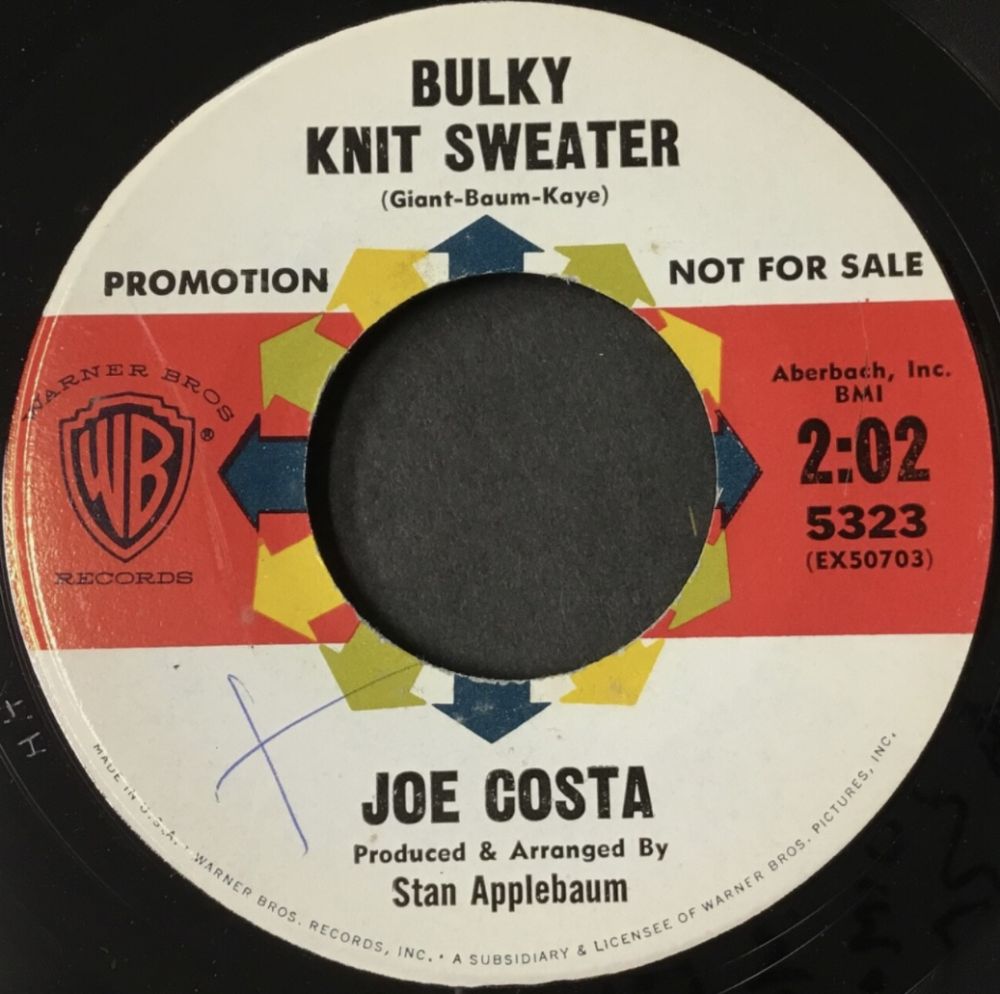 BULKY
KNIT SWEATER
(Giant-Baum-Kaye)
PROMOTION
NOT FOR SALE
WARNER BROS
WB
®
RECORDS
Aberbach, Inc.
BMI
2:02
5323
(EX50703)
JOE COSTA
Produced & Arranged By
Stan Applebaum
MADE IN U.S.A. • WARNER BROS. RECORDS, INC. • A SUBSIDIARY & LICENSEE OF WARNER BROS. PICTURES, INC.